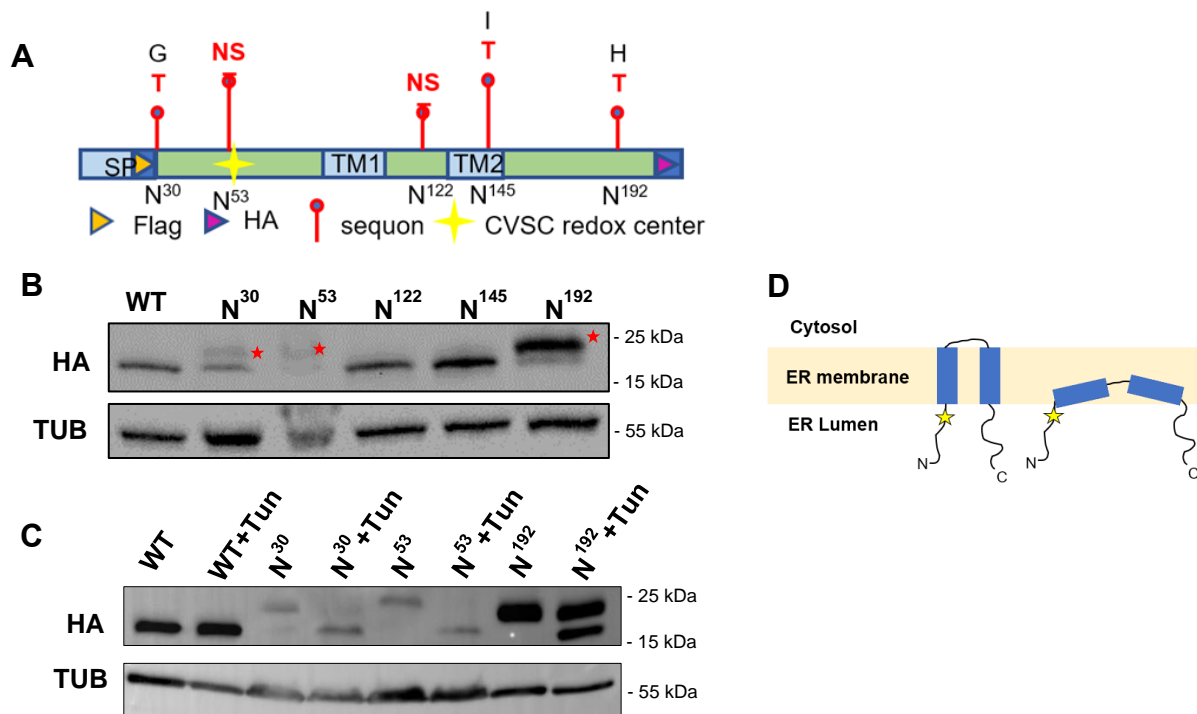 A
G
T
NS
NS
I
T
H
T
SP
TM1
TM2
N30
N53
N122
N145
N192
Flag
HA
sequon
CVSC redox center
B
WT
N30
N53
N122
N145
N192
HA
- 25 kDa
- 15 kDa
TUB
- 55 kDa
C
WT
WT+Tun
N30
N30+Tun
N53
N53+Tun
N192
N192+Tun
HA
- 25 kDa
- 15 kDa
TUB
- 55 kDa
D
Cytosol
ER membrane
ER Lumen
N
C
N
C